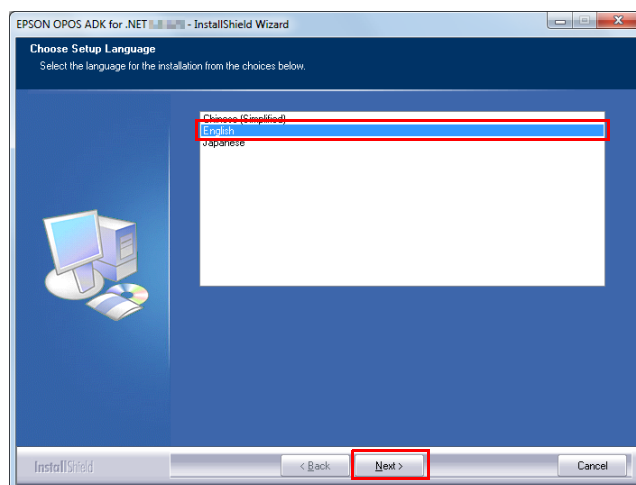 EPSON OPOS ADK for .NET - InstallShield Wizard
Choose Setup Language
Select the language for the installation from the choices below.
Chinese (Simplified)
English
Japanese
InstallShield
< Back
Next >
Cancel